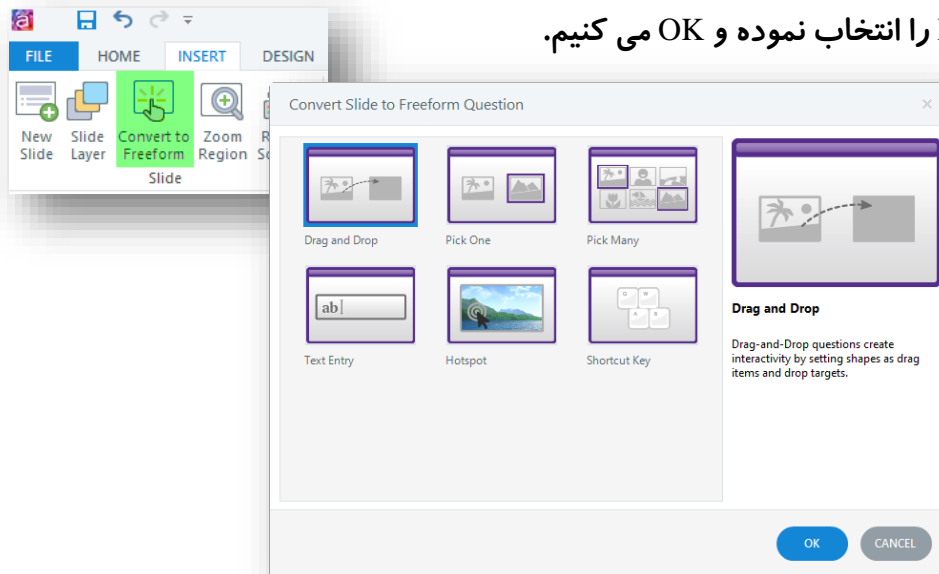 را انتخاب نموده و OK می کنیم.
FILE HOME INSERT DESIGN
New Slide
Slide Layer
Convert to Freeform
Zoom Region
Slide
Convert Slide to Freeform Question
Drag and Drop
Pick One
Pick Many
ab
Text Entry
Hotspot
Shortcut Key
Drag and Drop
Drag-and-Drop questions create
interactivity by setting shapes as drag
items and drop targets.
OK CANCEL